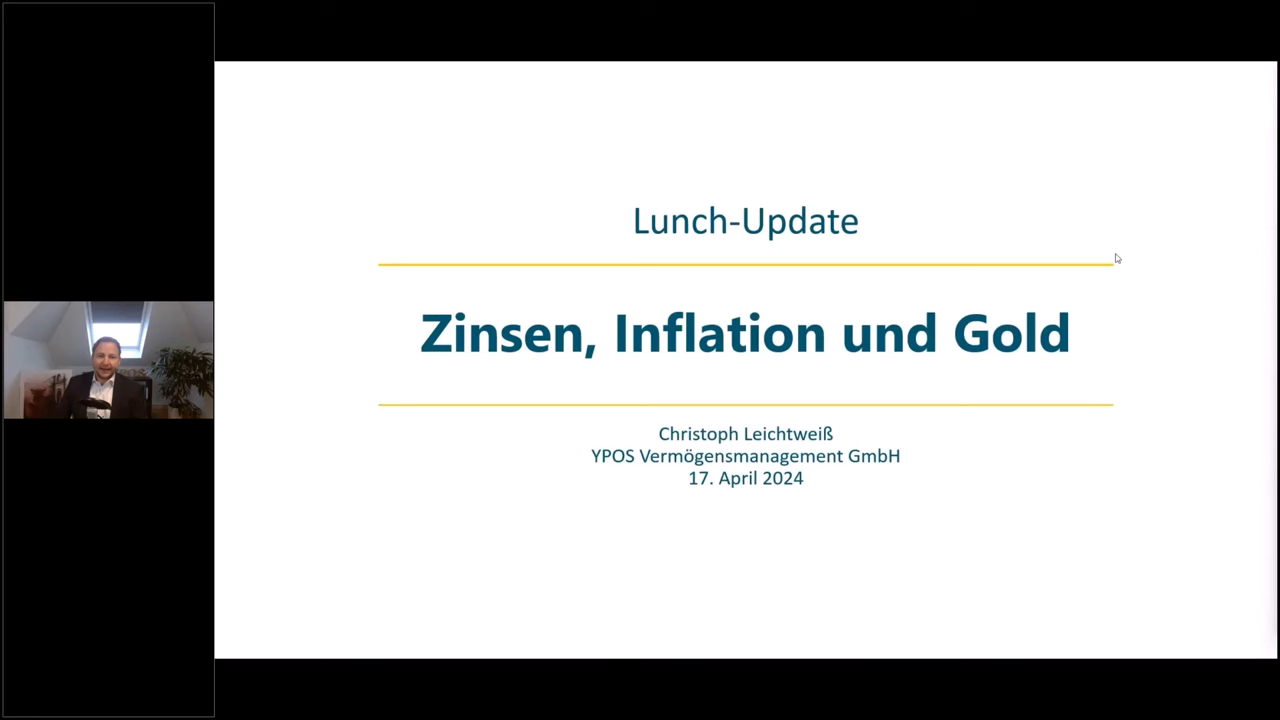 Lunch-Update
Zinsen, Inflation und Gold
Christoph Leichtweiß
YPOS Vermögensmanagement GmbH
17. April 2024